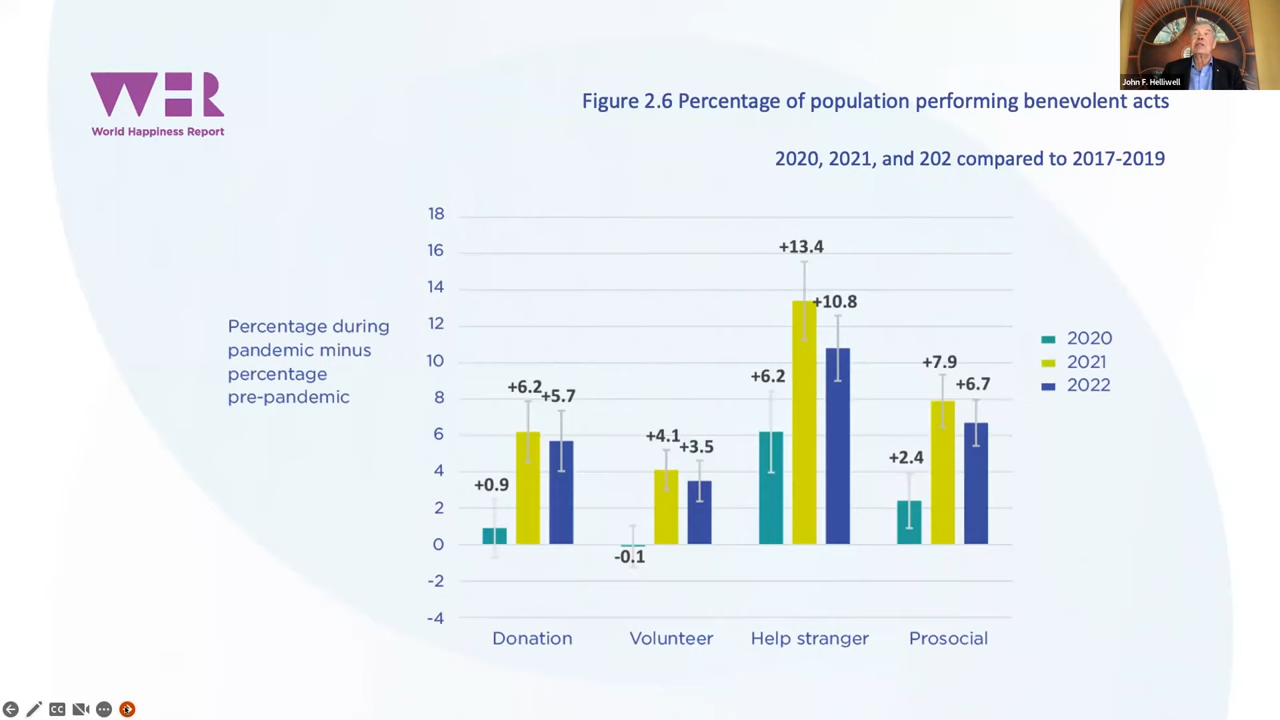 John F. Helliwell
WHR
World Happiness Report
Figure 2.6 Percentage of population performing benevolent acts
2020, 2021, and 202 compared to 2017-2019
Percentage during
pandemic minus
percentage
pre-pandemic
18
16
14
12
10
8
6
4
2
0
-2
-4
+0.9
+6.2
+5.7
-0.1
+4.1
+3.5
+6.2
+13.4
+10.8
+2.4
+7.9
+6.7
Donation
Volunteer
Help stranger
Prosocial
2020
2021
2022
CC